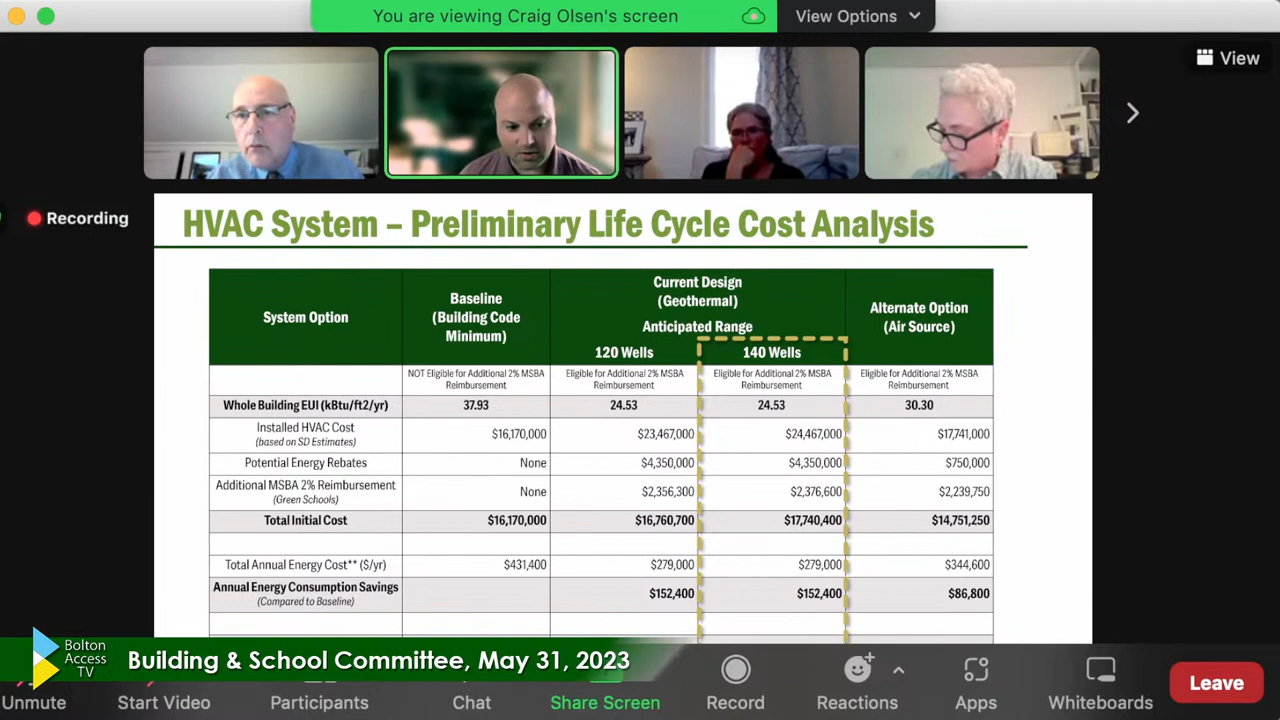 You are viewing Craig Olsen's screen
View Options
View
Recording
HVAC System – Preliminary Life Cycle Cost Analysis
System Option
Baseline
(Building Code
Minimum)
Current Design
(Geothermal)
Anticipated Range
120 Wells
140 Wells
Alternate Option
(Air Source)
NOT Eligible for Additional 2% MSBA
Reimbursement
Eligible for Additional 2% MSBA
Reimbursement
Eligible for Additional 2% MSBA
Reimbursement
Eligible for Additional 2% MSBA
Reimbursement
Whole Building EUI (kBtu/ft2/yr) 37.93 24.53 24.53 30.30
Installed HVAC Cost
(based on SD Estimates)
$16,170,000 $23,467,000 $24,467,000 $17,741,000
Potential Energy Rebates None $4,350,000 $4,350,000 $750,000
Additional MSBA 2% Reimbursement
(Green Schools)
None $2,356,300 $2,376,600 $2,239,750
Total Initial Cost $16,170,000 $16,760,700 $17,740,400 $14,751,250
Total Annual Energy Cost** ($/yr) $431,400 $279,000 $279,000 $344,600
Annual Energy Consumption Savings
(Compared to Baseline)
$152,400 $152,400 $86,800
Bolton
Access
TV
Building & School Committee, May 31, 2023
Unmute
Start Video
Participants
Chat
Share Screen
Record
Reactions
Apps
Whiteboards
Leave